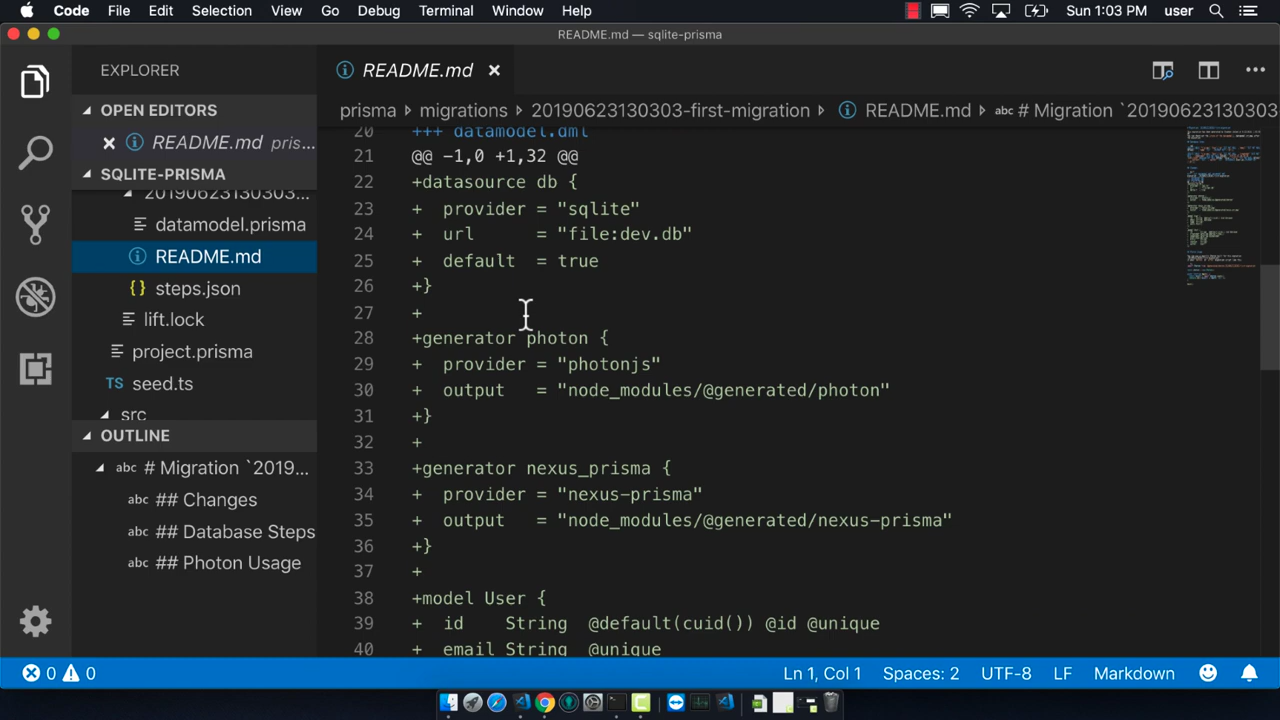 Code File Edit Selection View Go Debug Terminal Window Help Sun 1:03 PM user
README.md — sqlite-prisma
EXPLORER
OPEN EDITORS
README.md pris...
SQLITE-PRISMA
20190623130303...
datamodel.prisma
README.md
{} steps.json
lift.lock
project.prisma
TS seed.ts
src
OUTLINE
abc # Migration `2019...
abc ## Changes
abc ## Database Steps
abc ## Photon Usage
README.md
prisma migrations 20190623130303-first-migration README.md abc # Migration `20190623130303
20 +++ datamodel.dml
21 @@ -1,0 +1,32 @@
22 +datasource db {
23 +  provider = "sqlite"
24 +  url      = "file:dev.db"
25 +  default  = true
26 +}
27 +
28 +generator photon {
29 +  provider = "photonjs"
30 +  output   = "node_modules/@generated/photon"
31 +}
32 +
33 +generator nexus_prisma {
34 +  provider = "nexus-prisma"
35 +  output   = "node_modules/@generated/nexus-prisma"
36 +}
37 +
38 +model User {
39 +  id    String  @default(cuid()) @id @unique
40 +  email String  @unique
0 0 Ln 1, Col 1 Spaces: 2 UTF-8 LF Markdown